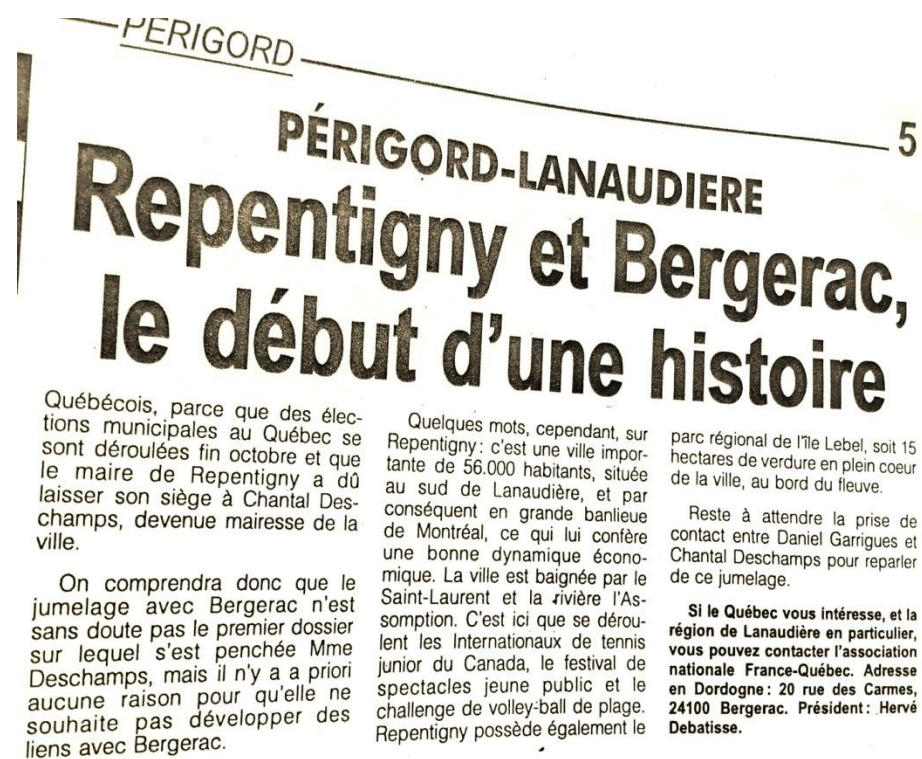 PÉRIGORD
5
PÉRIGORD-LANAUDIERE
Repentigny et Bergerac,
le début d'une histoire
Québécois, parce que des élec-
tions municipales au Québec se
sont déroulées fin octobre et que
le maire de Repentigny a dû
laisser son siège à Chantal Des-
champs, devenue mairesse de la
ville.
On comprendra donc que le
jumelage avec Bergerac n'est
sans doute pas le premier dossier
sur lequel s'est penchée Mme
Deschamps, mais il n'y a a priori
aucune raison pour qu'elle ne
souhaite pas développer des
liens avec Bergerac.
Quelques mots, cependant, sur
Repentigny: c'est une ville impor-
tante de 56.000 habitants, située
au sud de Lanaudière, et par
conséquent en grande banlieue
de Montréal, ce qui lui confère
une bonne dynamique écono-
mique. La ville est baignée par le
Saint-Laurent et la rivière l'As-
somption. C'est ici que se dérou-
lent les Internationaux de tennis
junior du Canada, le festival de
spectacles jeune public et le
challenge de volley-ball de plage.
Repentigny possède également le
parc régional de l'île Lebel, soit 15
hectares de verdure en plein coeur
de la ville, au bord du fleuve.
Reste à attendre la prise de
contact entre Daniel Garrigues et
Chantal Deschamps pour reparler
de ce jumelage.
Si le Québec vous intéresse, et la
région de Lanaudière en particulier,
vous pouvez contacter l'association
nationale France-Québec. Adresse
en Dordogne: 20 rue des Carmes,
24100 Bergerac. Président: Hervé
Debatisse.